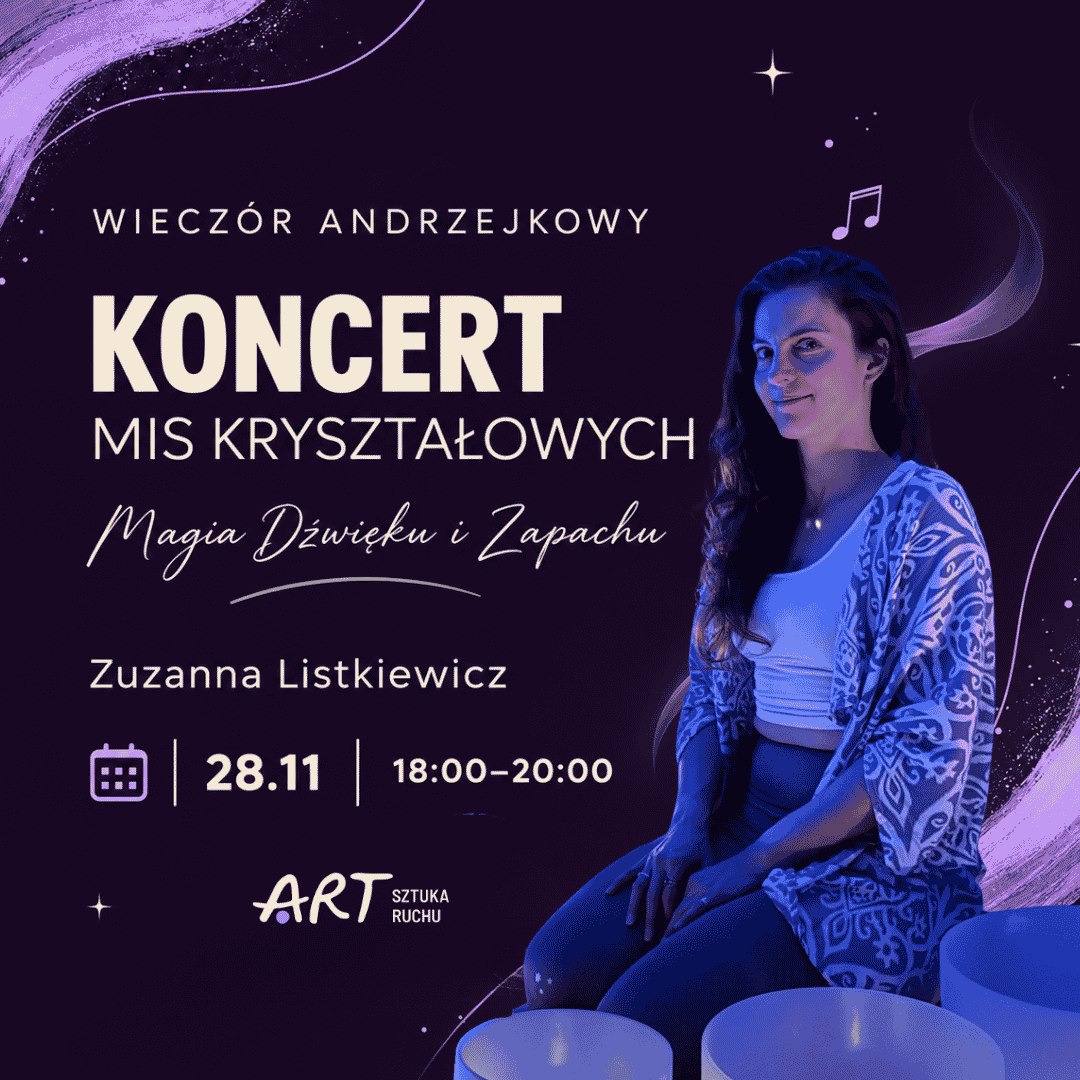 WIECZÓR ANDRZEJKOWY
KONCERT
MIS KRYSZTAŁOWYCH
Magia Dźwięku i Zapachu
Zuzanna Listkiewicz
28.11 | 18:00–20:00
ART SZTUKA
RUCHU